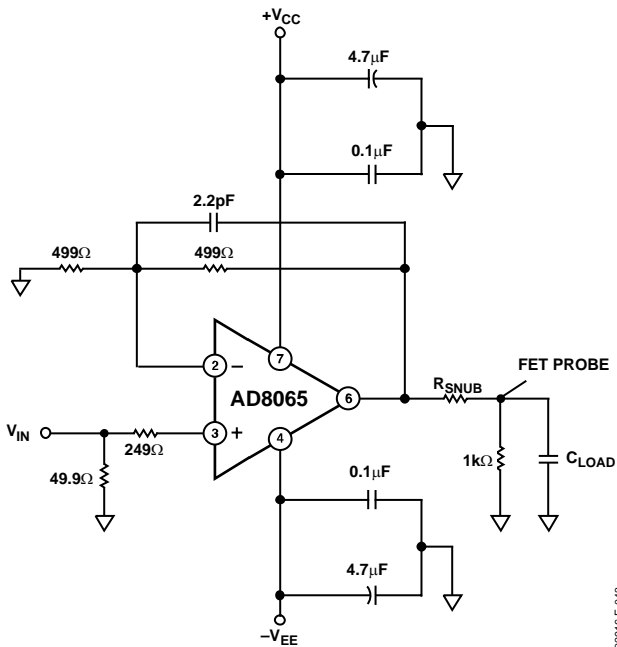 +VCC
4.7μF
0.1μF
2.2pF
499Ω
499Ω
7
2
−
FET PROBE
AD8065
6
RSNUB
VIN
3
+
4
249Ω
49.9Ω
1kΩ
CLOAD
0.1μF
4.7μF
−VEE